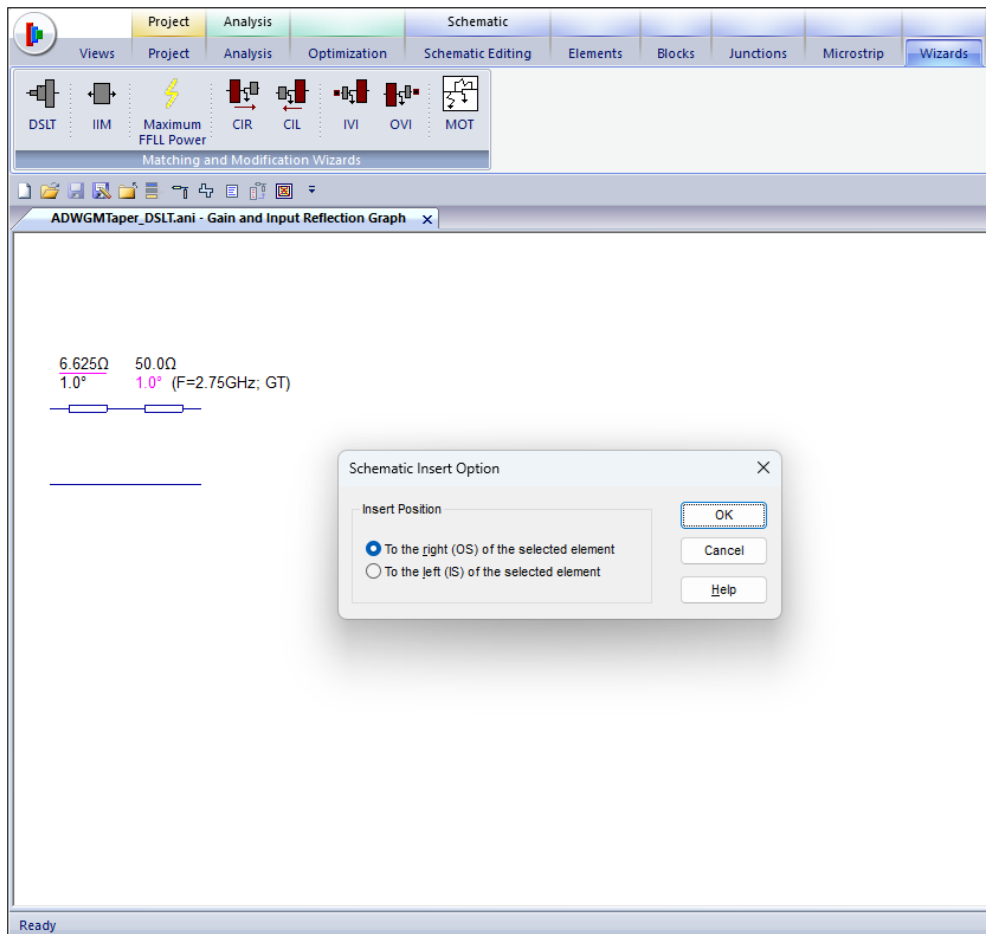 Project Analysis Schematic
Views Project Analysis Optimization Schematic Editing Elements Blocks Junctions Microstrip Wizards
DSLT IIM Maximum FFLL Power CIR CIL IVI OVI MOT
Matching and Modification Wizards
ADWGMTaper_DSLT.ani - Gain and Input Reflection Graph x
6.625Ω 50.0Ω
1.0° 1.0° (F=2.75GHz; GT)
Schematic Insert Option
Insert Position
To the right (OS) of the selected element
To the left (IS) of the selected element
OK
Cancel
Help
Ready